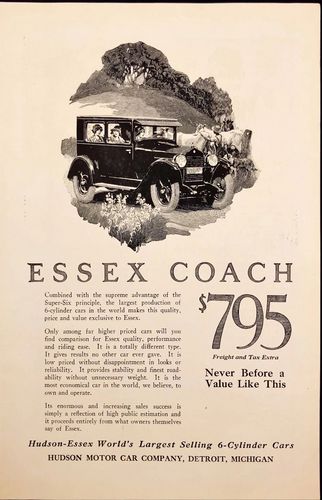 ESSEX COACH
Combined with the supreme advantage of the
Super-Six principle, the largest production of
6-cylinder cars in the world makes this quality,
price and value exclusive to Essex.
Only among far higher priced cars will you
find comparison for Essex quality, performance
and riding ease. It is a totally different type.
It gives results no other car ever gave. It is
low priced without disappointment in looks or
reliability. It provides stability and finest road-
ability without unnecessary weight. It is the
most economical car in the world, we believe, to
own and operate.
Its enormous and increasing sales success is
simply a reflection of high public estimation and
it proceeds entirely from what owners themselves
say of Essex.
$795
Freight and Tax Extra
Never Before a
Value Like This
Hudson-Essex World's Largest Selling 6-Cylinder Cars
HUDSON MOTOR CAR COMPANY, DETROIT, MICHIGAN